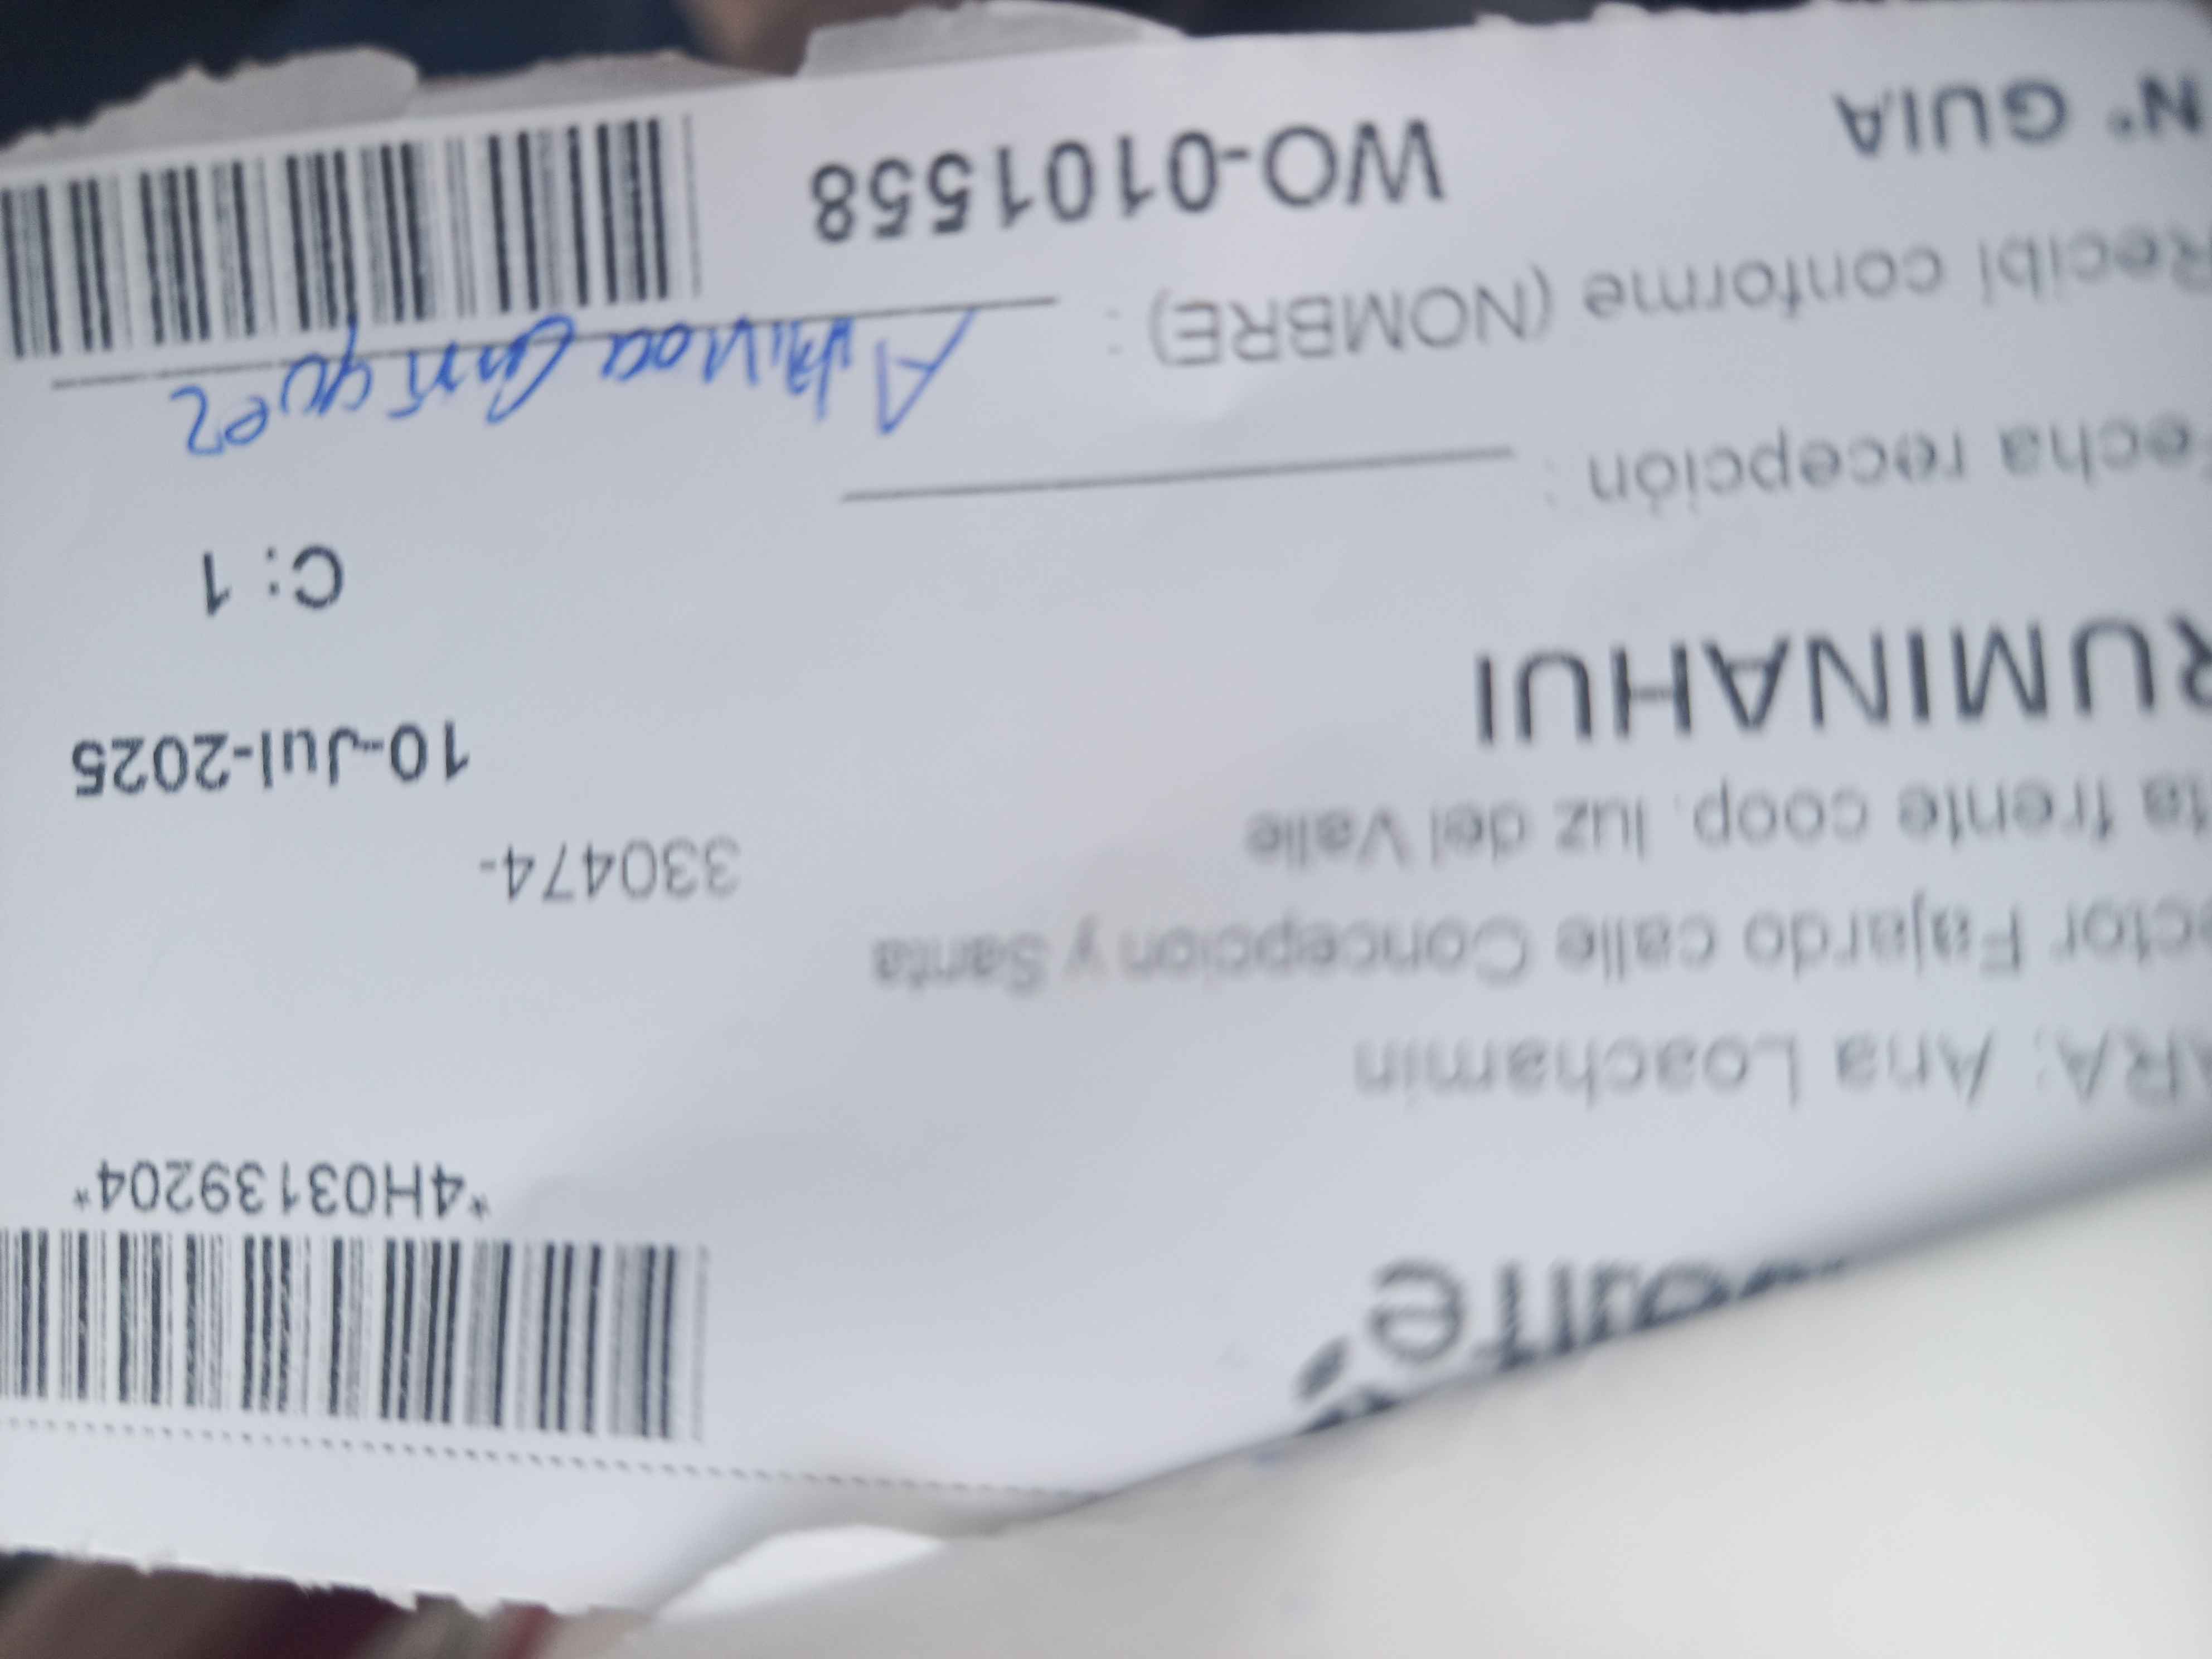 *4H03139204*
ARA: Ana Loachamin
ctor Fajardo calle Concepcion y Santa
ta frente coop. luz del Valle
330474-
RUMINAHUI
10-Jul-2025
C: 1
Fecha recepción :
Recibi conforme (NOMBRE) :
N° GUIA
WO-0101558